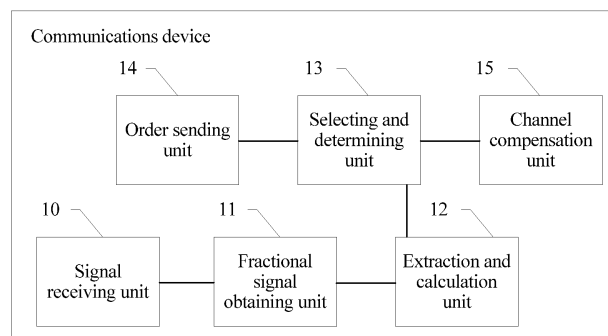 Communications device
14
13
15
Order sending
unit
Selecting and
determining
unit
Channel
compensation
unit
10
11
12
Signal
receiving unit
Fractional
signal
obtaining unit
Extraction and
calculation
unit